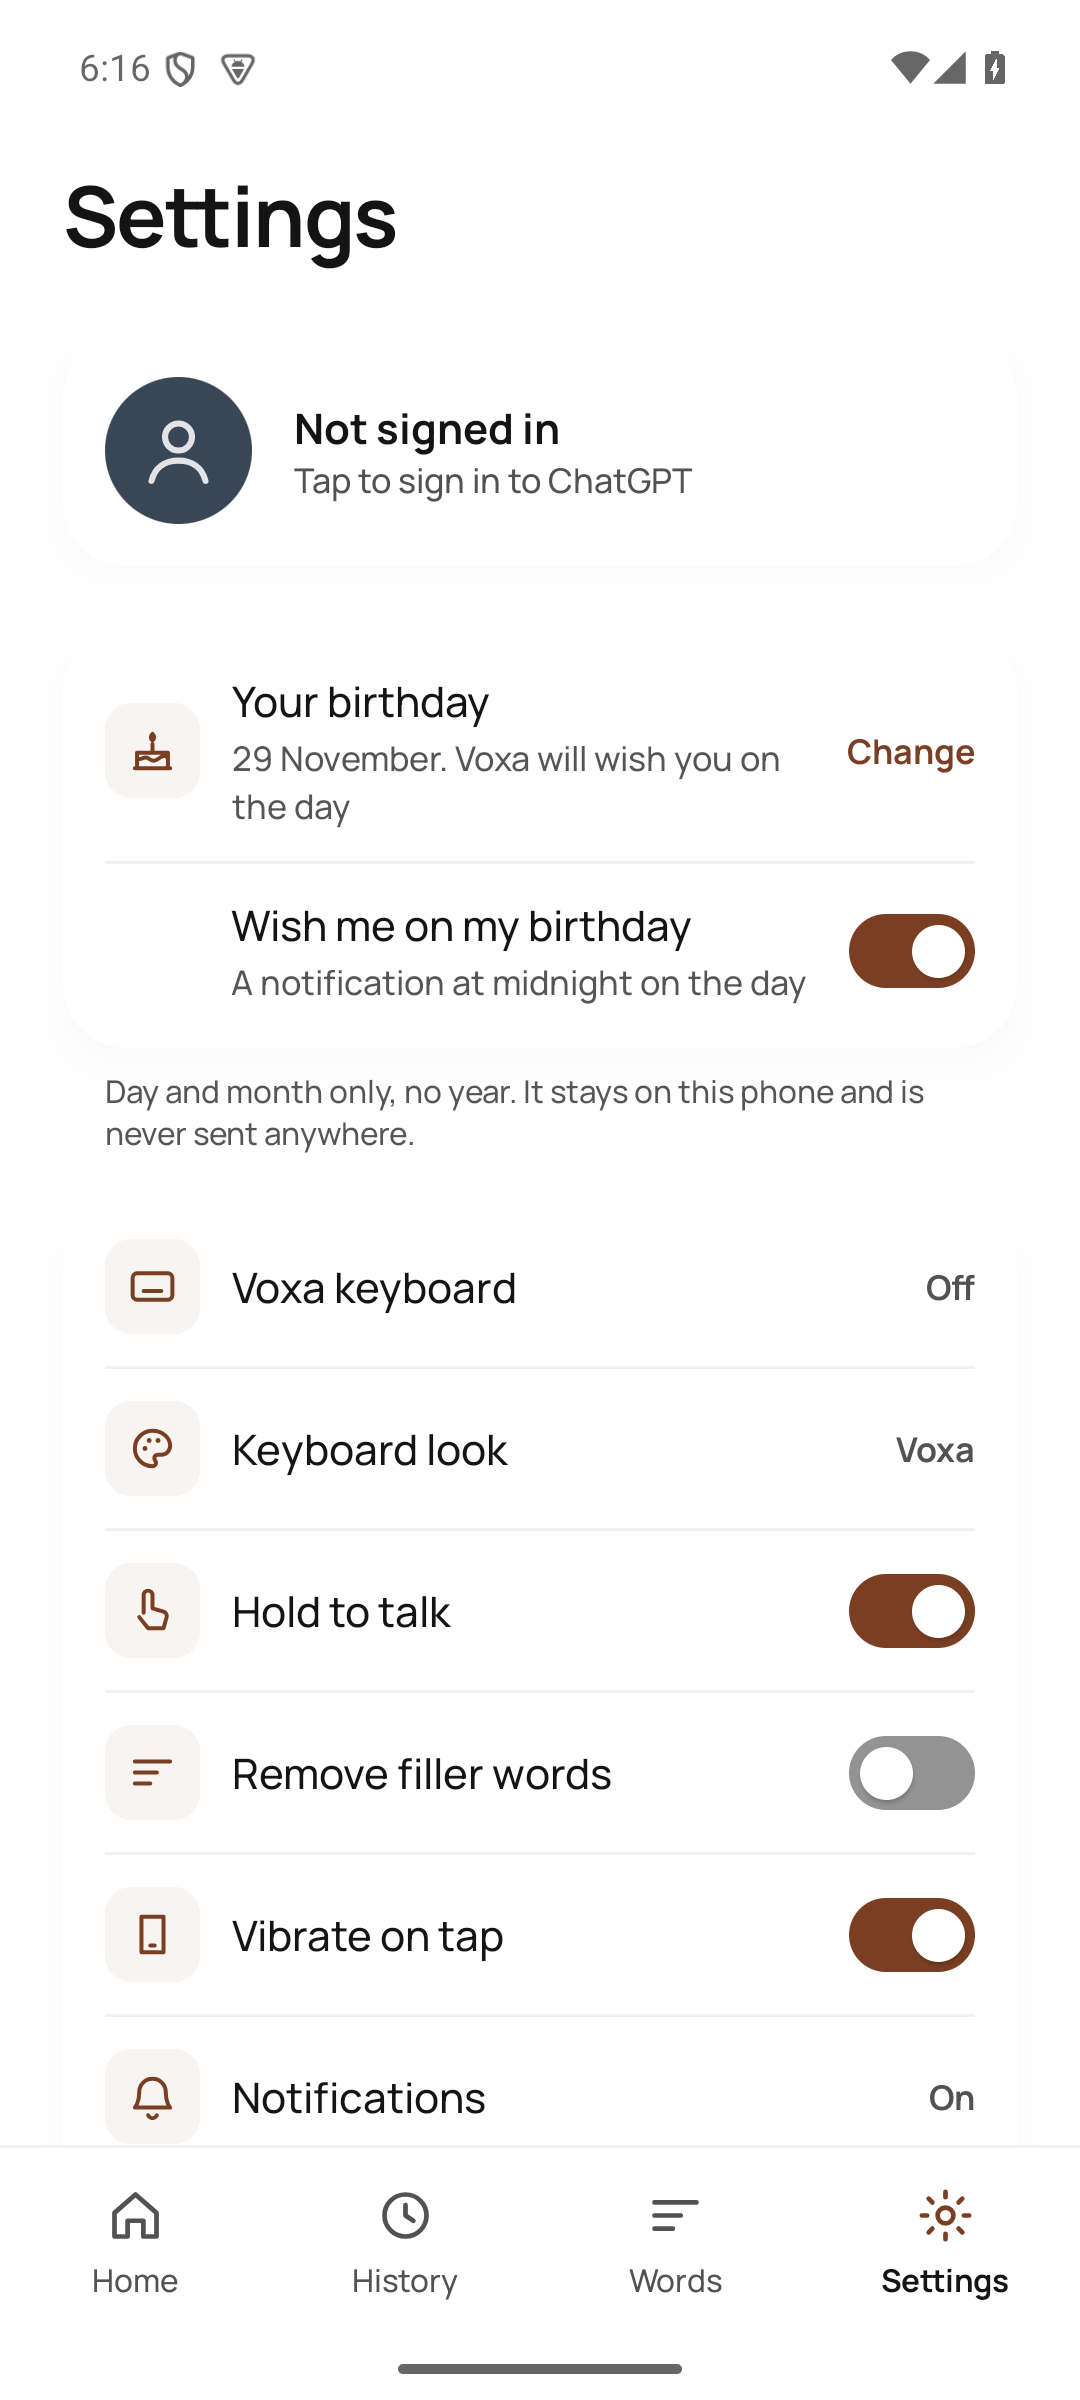 6:16
Settings
Not signed in
Tap to sign in to ChatGPT
Your birthday
29 November. Voxa will wish you on
the day
Change
Wish me on my birthday
A notification at midnight on the day
Day and month only, no year. It stays on this phone and is
never sent anywhere.
Voxa keyboard
Off
Keyboard look
Voxa
Hold to talk
Remove filler words
Vibrate on tap
Notifications
On
Home
History
Words
Settings